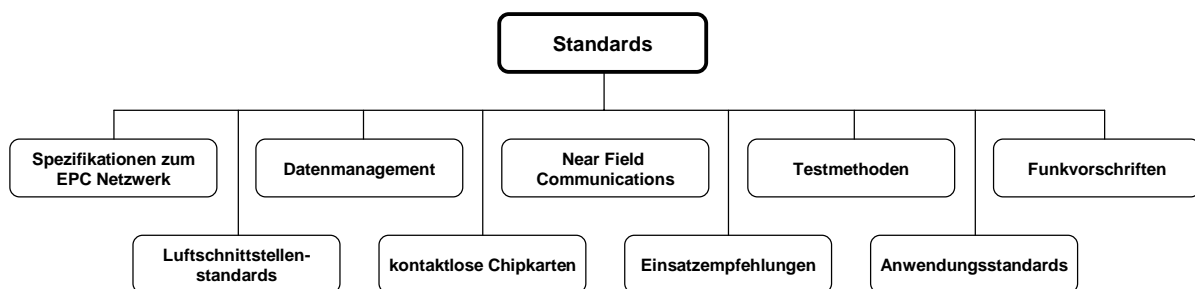 Standards
Spezifikationen zum
EPC Netzwerk
Datenmanagement
Near Field
Communications
Testmethoden
Funkvorschriften
Luftschnittstellen-
standards
kontaktlose Chipkarten
Einsatzempfehlungen
Anwendungsstandards